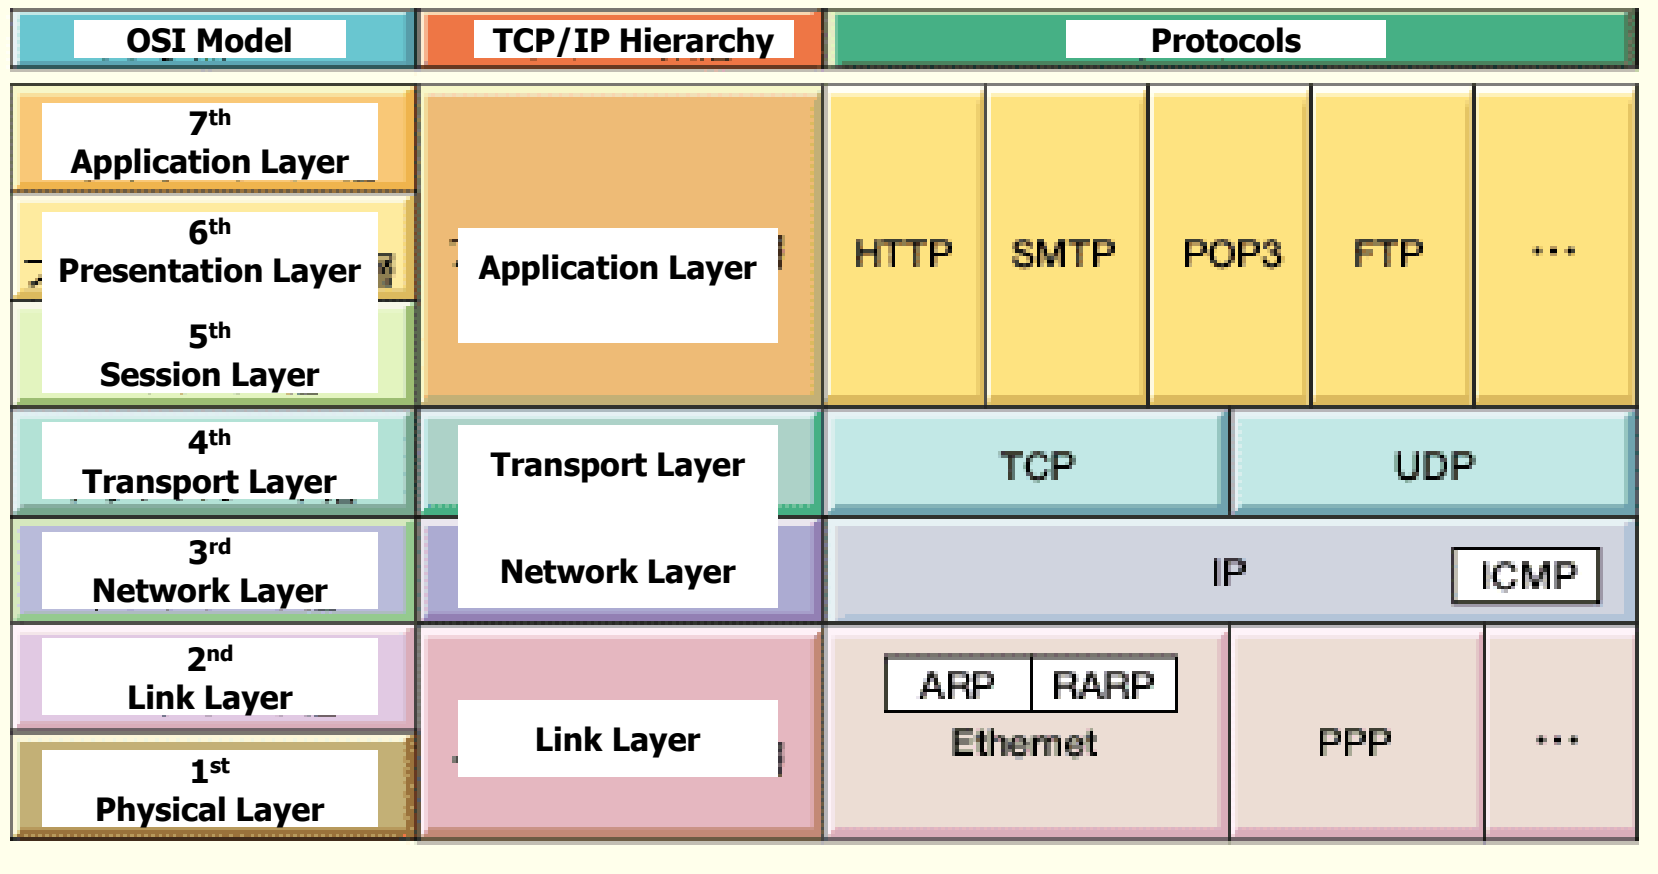 OSI Model
TCP/IP Hierarchy
Protocols
7th
Application Layer
6th
Presentation Layer
5th
Session Layer
Application Layer
HTTP
SMTP
POP3
FTP
...
4th
Transport Layer
Transport Layer
TCP
UDP
3rd
Network Layer
Network Layer
IP
ICMP
2nd
Link Layer
1st
Physical Layer
Link Layer
ARP
RARP
Ethernet
PPP
...